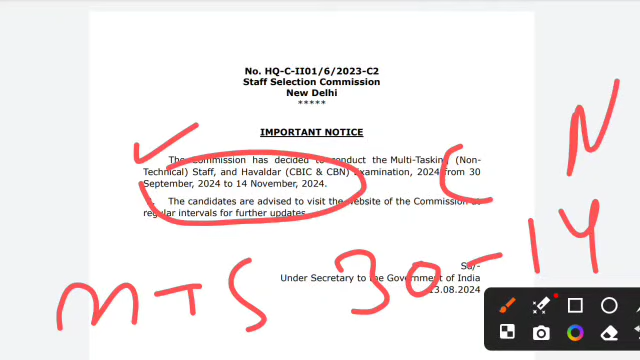 No. HQ-C-II01/6/2023-C2
Staff Selection Commission
New Delhi
*****
IMPORTANT NOTICE
The Commission has decided to conduct the Multi-Tasking (Non-
Technical) Staff, and Havaldar (CBIC & CBN) Examination, 2024 from 30
September, 2024 to 14 November, 2024.
The candidates are advised to visit the website of the Commission at
regular intervals for further updates.
Sd/-
Under Secretary to the Government of India
13.08.2024
MTS 30-14
N